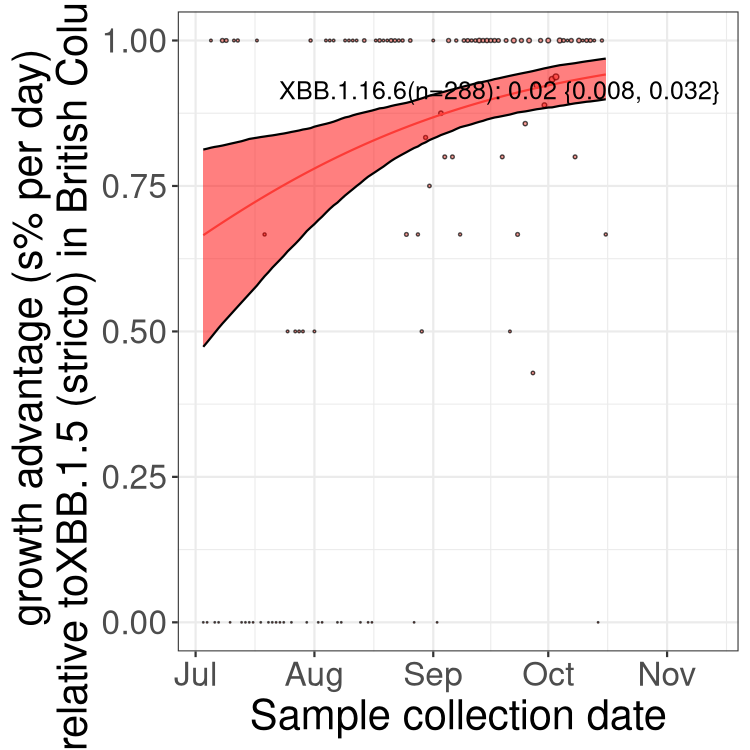 growth advantage (s% per day)
relative toXBB.1.5 (stricto) in British Colu
1.00
0.75
0.50
0.25
0.00
XBB.1.16.6(n=288): 0.02 {0.008, 0.032}
Jul Aug Sep Oct Nov
Sample collection date